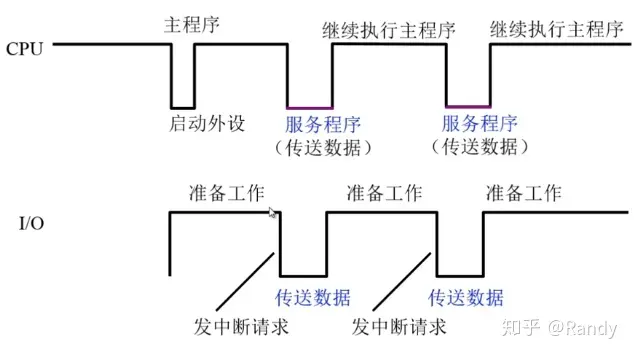 主程序
继续执行主程序
继续执行主程序
CPU
启动外设
服务程序
(传送数据)
服务程序
(传送数据)
准备工作
准备工作
准备工作
I/O
传送数据
传送数据
发中断请求
发中断请求
知乎 @Randy